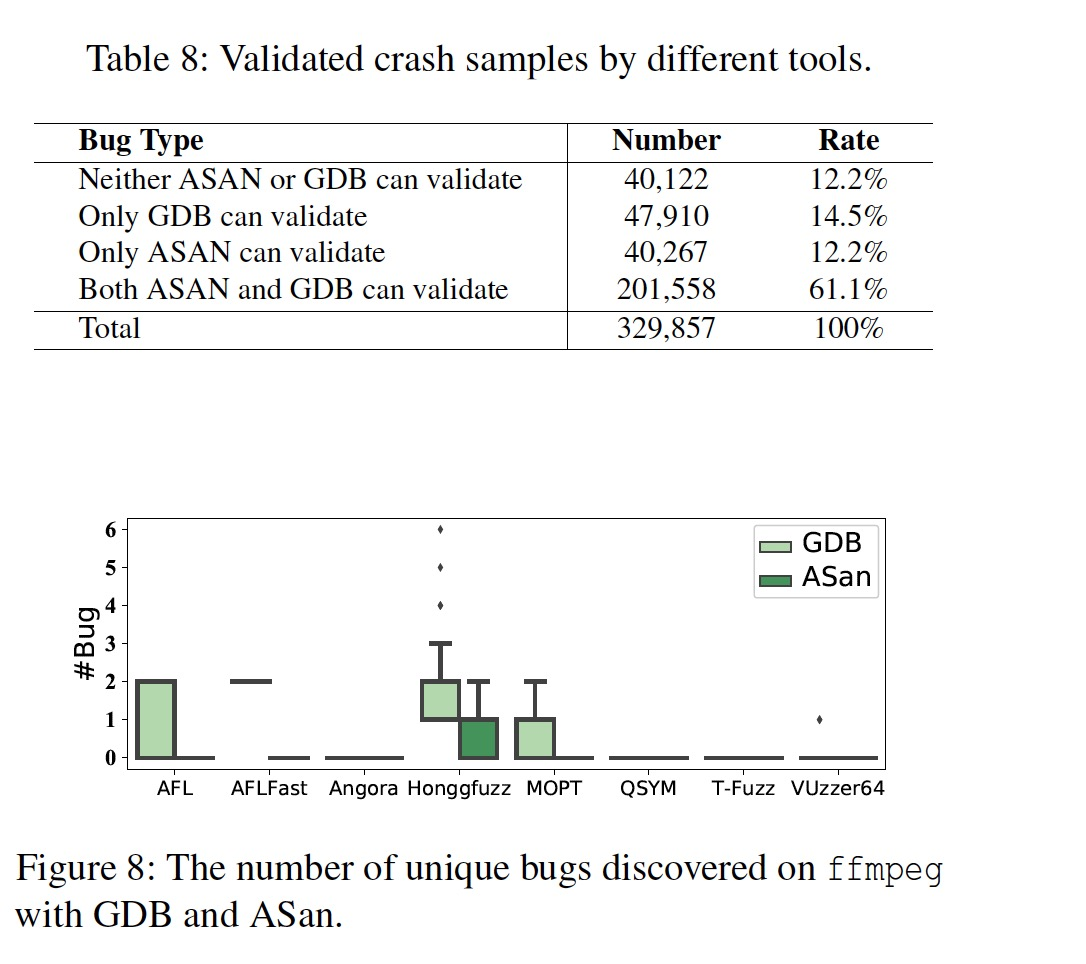 Table 8: Validated crash samples by different tools.
Bug Type Number Rate
Neither ASAN or GDB can validate 40,122 12.2%
Only GDB can validate 47,910 14.5%
Only ASAN can validate 40,267 12.2%
Both ASAN and GDB can validate 201,558 61.1%
Total 329,857 100%
6
5
4
3
2
1
0
#Bug
GDB
ASan
AFL AFLFast Angora Honggfuzz MOPT QSYM T-Fuzz VUzzer64
Figure 8: The number of unique bugs discovered on ffmpeg
with GDB and ASan.